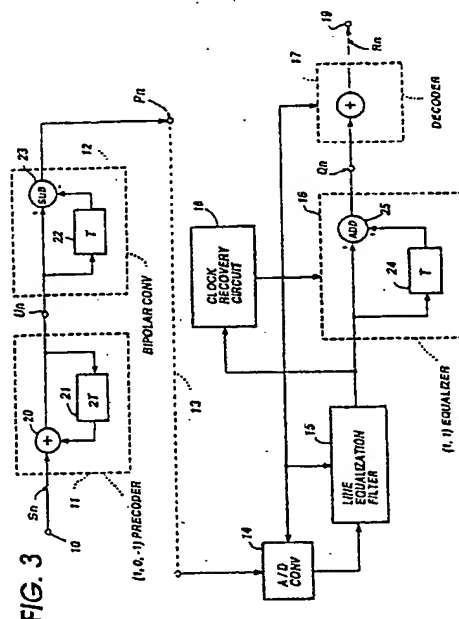 FIG. 3
10
Sn
11
20
+
21
2T
(1,0,-1) PRECODER
Un
22
T
23
SUB
12
BIPOLAR CONV
Pn
13
14
A/D CONV
15
LINE EQUALIZATION
FILTER
18
CLOCK
RECOVERY
CIRCUIT
16
24
T
25
ADD
(1,1) EQUALIZER
Qn
17
+
DECODER
Rn
19